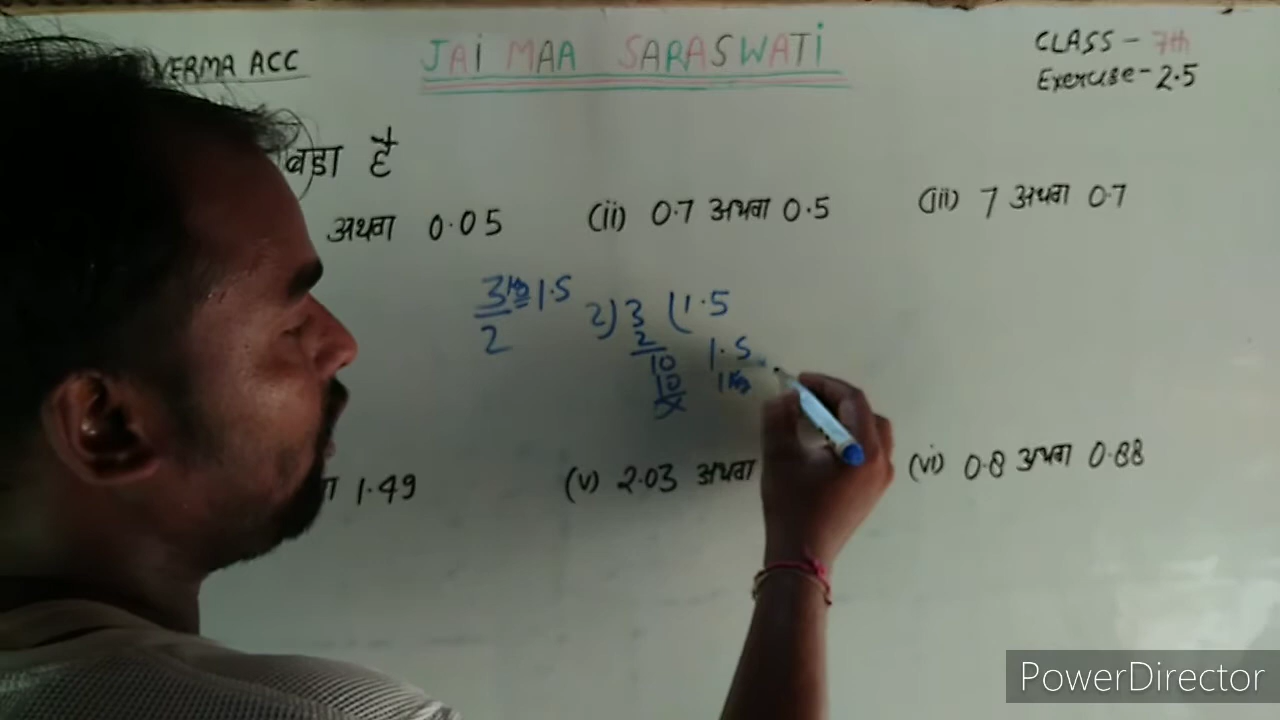 VERMA ACC
JAI MAA SARASWATI
CLASS - 7th
Exercise - 2.5
बड़ा है
अथवा 0.05
(ii) 0.7 अथवा 0.5
(iii) 7 अथवा 0.7
3 1.5
2
2) 3 (1.5
2
10
10
1.5
1.49
(v) 2.03 अथवा
(vi) 0.8 अथवा 0.88
PowerDirector